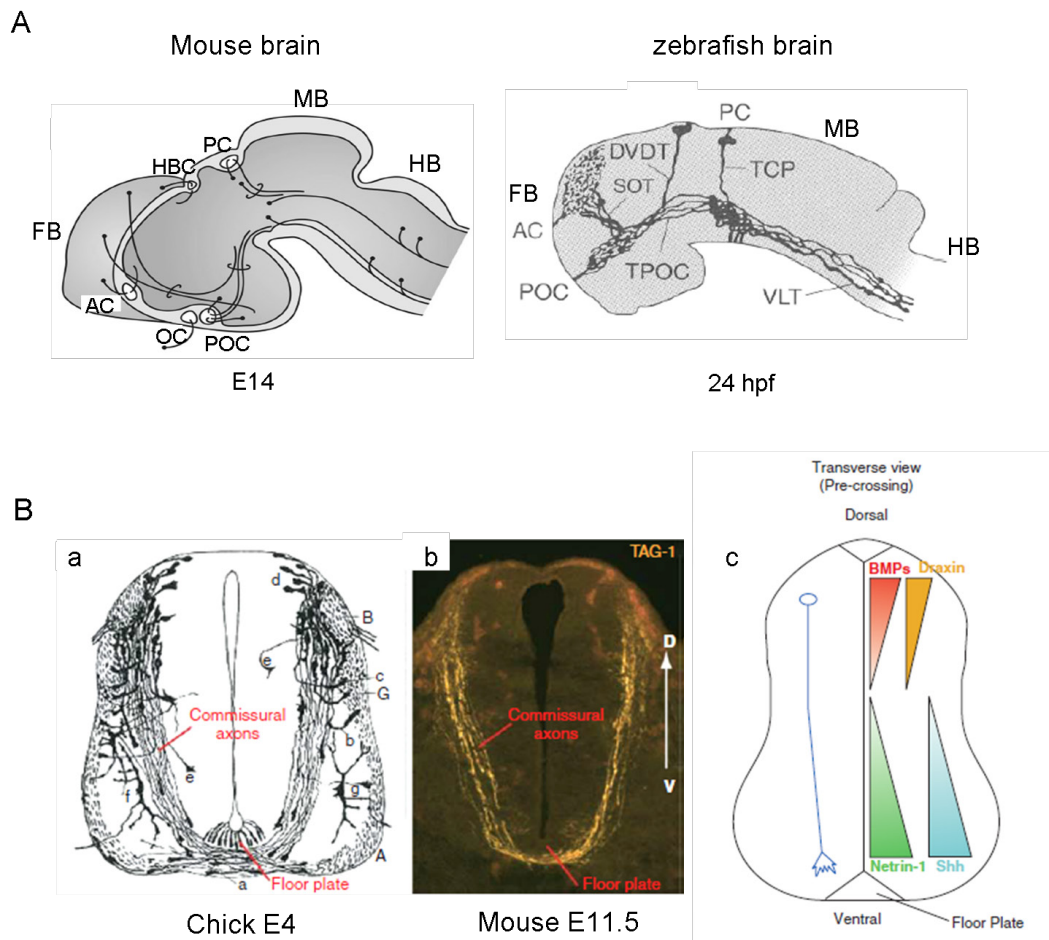 A
Mouse brain
zebrafish brain
MB
PC
HBC
HB
FB
AC
OC
POC
E14
PC
MB
DVDT
TCP
SOT
FB
AC
TPOC
HB
POC
VLT
24 hpf
B
a
d
B
e
c
G
Commissural
axons
b
e
f
g
A
a
Floor plate
Chick E4
b
TAG-1
D
Commissural
axons
V
Floor plate
Mouse E11.5
Transverse view
(Pre-crossing)
Dorsal
c
BMPs
Draxin
Netrin-1
Shh
Ventral
Floor Plate